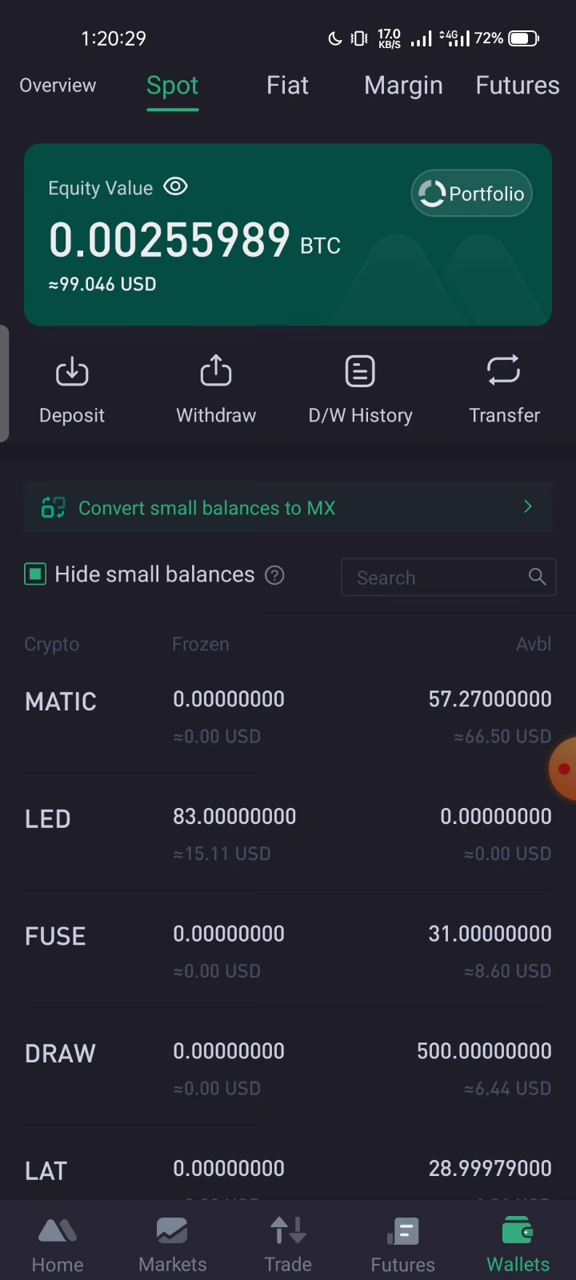 1:20:29 17.0 KB/S 4G 72%
Overview Spot Fiat Margin Futures
Equity Value Portfolio
0.00255989 BTC
≈99.046 USD
Deposit Withdraw D/W History Transfer
Convert small balances to MX
Hide small balances Search
Crypto Frozen Avbl
MATIC 0.00000000 57.27000000
≈0.00 USD ≈66.50 USD
LED 83.00000000 0.00000000
≈15.11 USD ≈0.00 USD
FUSE 0.00000000 31.00000000
≈0.00 USD ≈8.60 USD
DRAW 0.00000000 500.00000000
≈0.00 USD ≈6.44 USD
LAT 0.00000000 28.99979000
Home Markets Trade Futures Wallets